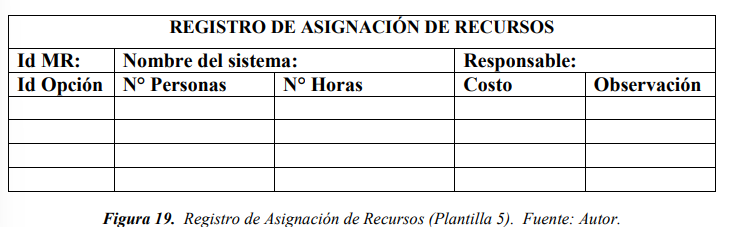 REGISTRO DE ASIGNACIÓN DE RECURSOS
Id MR: Nombre del sistema: Responsable:
Id Opción N° Personas N° Horas Costo Observación
Figura 19. Registro de Asignación de Recursos (Plantilla 5). Fuente: Autor.